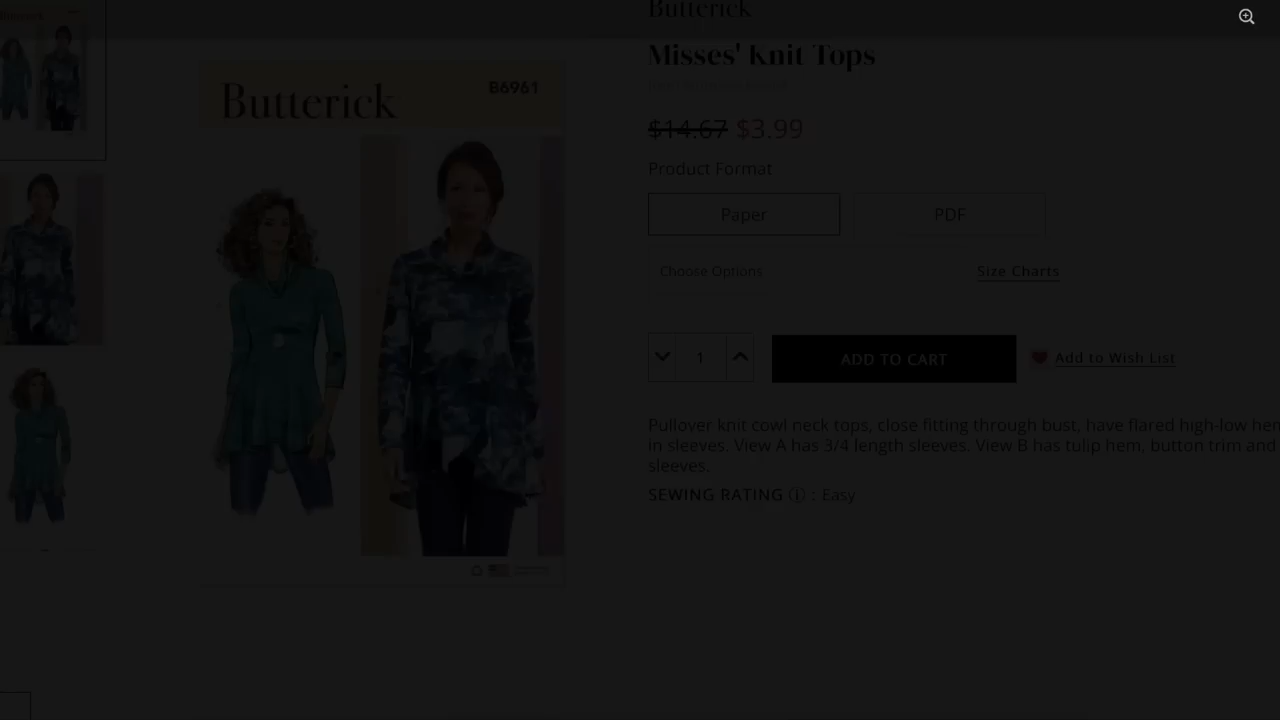 Butterick
Misses' Knit Tops
$14.67 $3.99
Product Format
Paper
PDF
Choose Options
Size Charts
1
ADD TO CART
Add to Wish List
Pullover knit cowl neck tops, close fitting through bust, have flared high-low
in sleeves. View A has 3/4 length sleeves. View B has tulip hem, button trim and
sleeves.
SEWING RATING ⓘ : Easy
Butterick
B6961